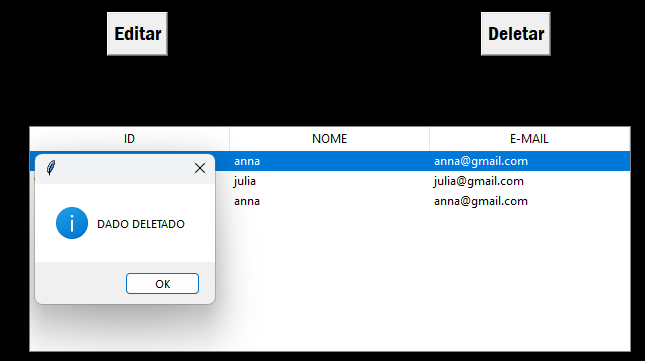 Editar Deletar
ID NOME E-MAIL
anna anna@gmail.com
julia julia@gmail.com
anna anna@gmail.com
DADO DELETADO
OK